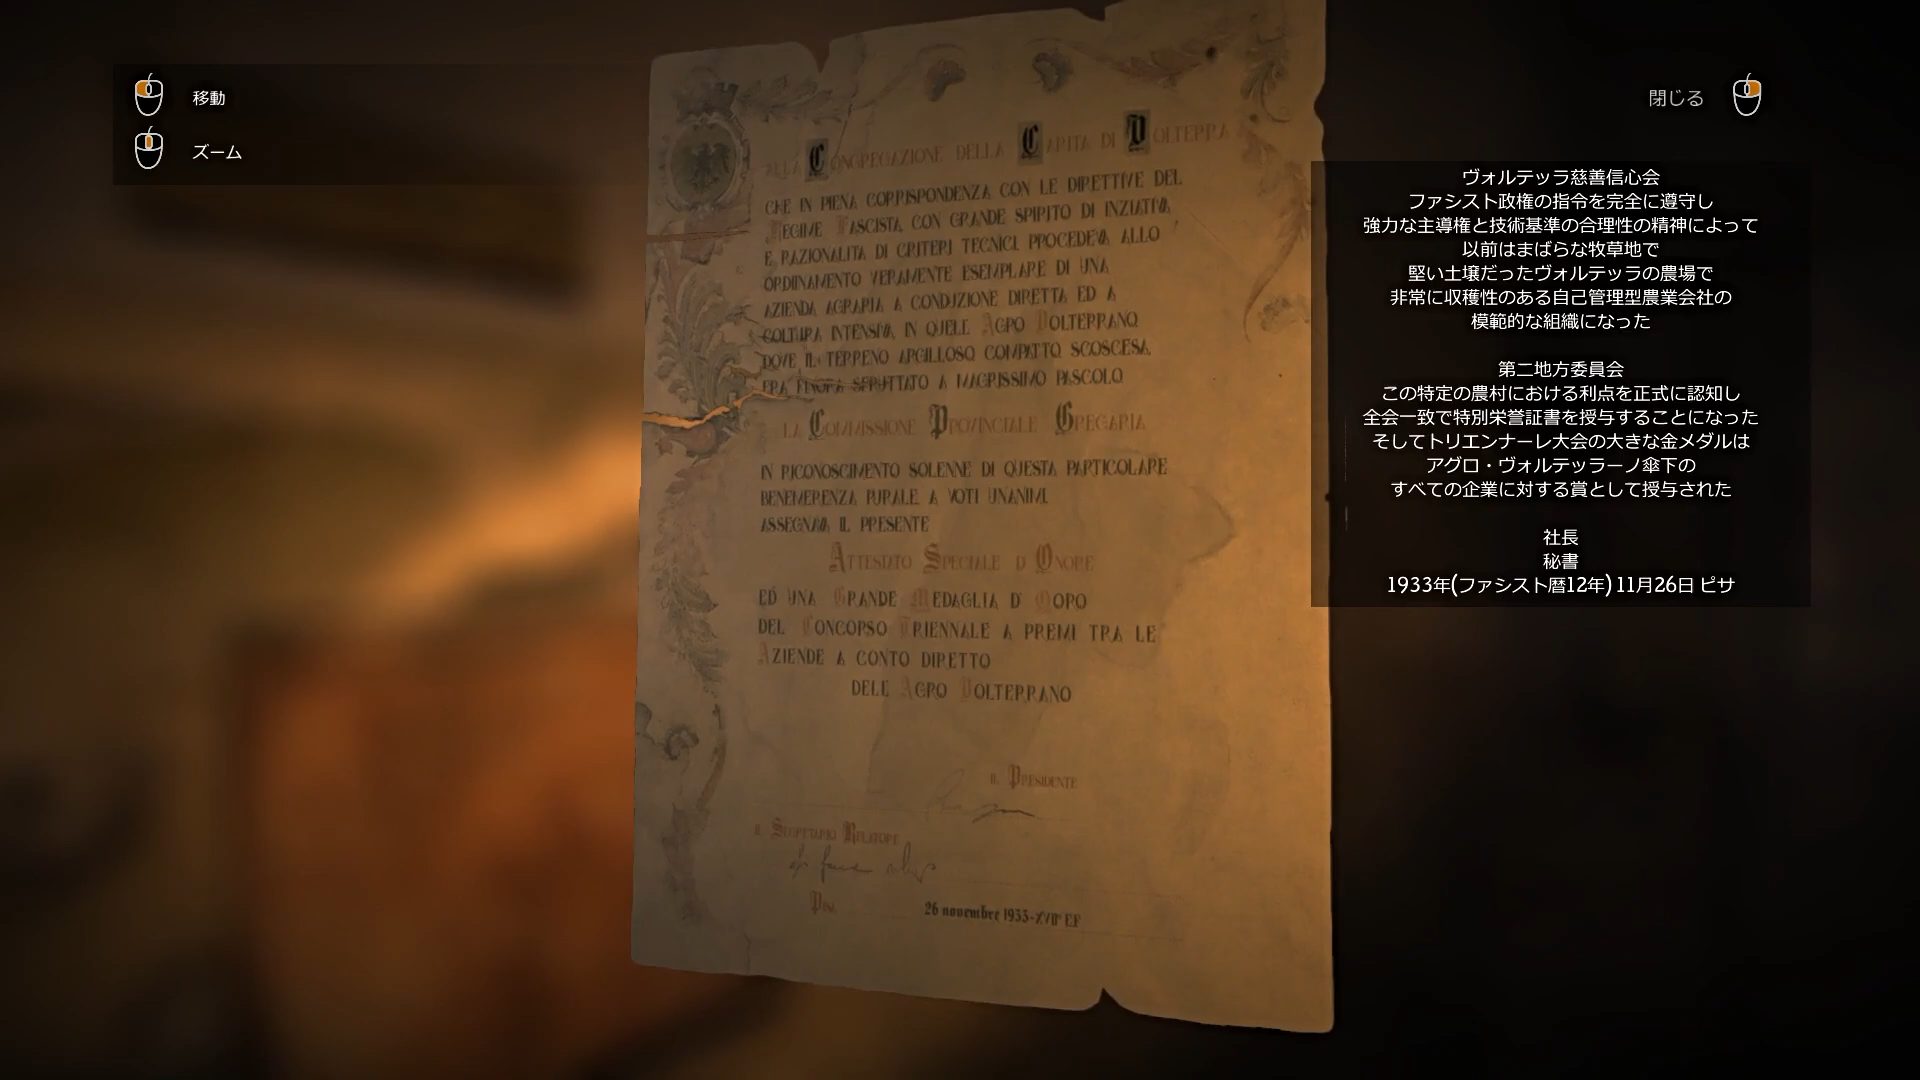 移動
ズーム
閉じる
ALLA CONGREGAZIONE DELLA CARITA DI VOLTERRA
CHE IN PIENA CORRISPONDENZA CON LE DIRETTIVE DEL
REGIME FASCISTA CON GRANDE SPIRITO DI INZIATIVA
E RAZIONALITA DI CRITERI TECNICI, PROCEDEVA ALLO
ORDINAMENTO VERAMENTE ESEMPLARE DI UNA
AZIENDA AGRARIA A CONDUZIONE DIRETTA ED A
COLTURA INTENSIVA IN QUELE AGRO VOLTERRANO
DOVE IL TERRENO ARGILLOSO COMPATTO, SCOSCESA,
ERA FINORA SFRUTTATO A MAGRISSIMO PASCOLO
LA COMMISSIONE PROVINCIALE GREGARIA
IN RICONOSCIMENTO SOLENNE DI QUESTA PARTICOLARE
BENEMERENZA RURALE A VOTI UNANIMI,
ASSEGNAVA IL PRESENTE
ATTESTATO SPECIALE D ONORE
ED UNA GRANDE MEDAGLIA D' OORO
DEL CONCORSO TRIENNALE A PREMI TRA LE
AZIENDE A CONTO DIRETTO
DELE AGRO VOLTERRANO
IL PRESIDENTE
IL SEGRETARIO RELATORE
PISA
26 novembre 1933-XVIIº E.F
ヴォルテッラ慈善信心会
ファシスト政権の指令を完全に遵守し
強力な主導権と技術基準の合理性の精神によって
以前はまばらな牧草地で
堅い土壌だったヴォルテッラの農場で
非常に収穫性のある自己管理型農業会社の
模範的な組織になった
第二地方委員会
この特定の農村における利点を正式に認知し
全会一致で特別栄誉証書を授与することになった
そしてトリエンナーレ大会の大きな金メダルは
アグロ・ヴォルテッラーノ傘下の
すべての企業に対する賞として授与された
社長
秘書
1933年(ファシスト暦12年) 11月26日 ピサ